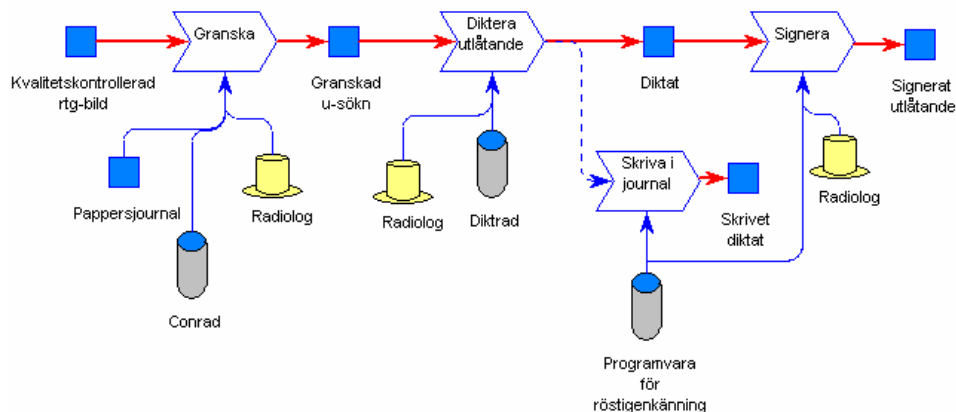 Granska
Diktera
utlåtande
Signera
Kvalitetskontrollerad
rtg-bild
Granskad
u-sökn
Diktat
Signerat
utlåtande
Skriva i
journal
Pappersjournal
Radiolog
Radiolog
Diktrad
Skrivet
diktat
Radiolog
Conrad
Programvara
för
röstigenkänning